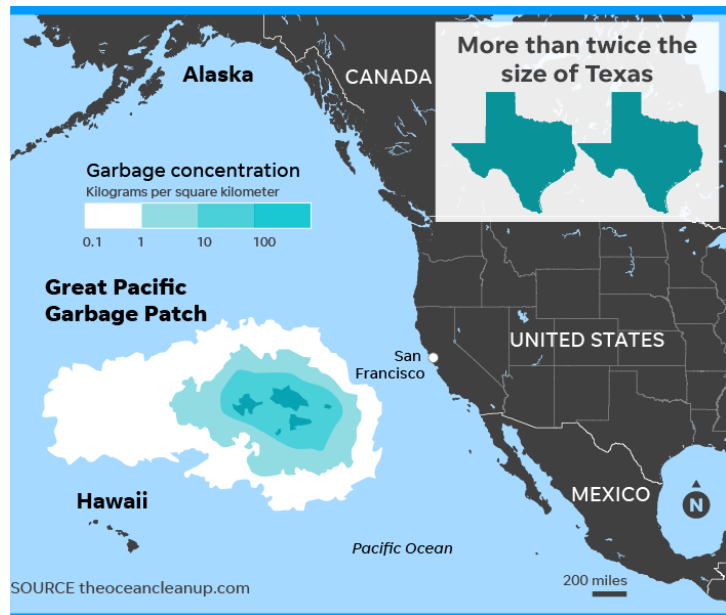 More than twice the
size of Texas
Alaska
CANADA
Garbage concentration
Kilograms per square kilometer
0.1 1 10 100
Great Pacific
Garbage Patch
UNITED STATES
San
Francisco
Hawaii
MEXICO
N
Pacific Ocean
200 miles
SOURCE theoceancleanup.com